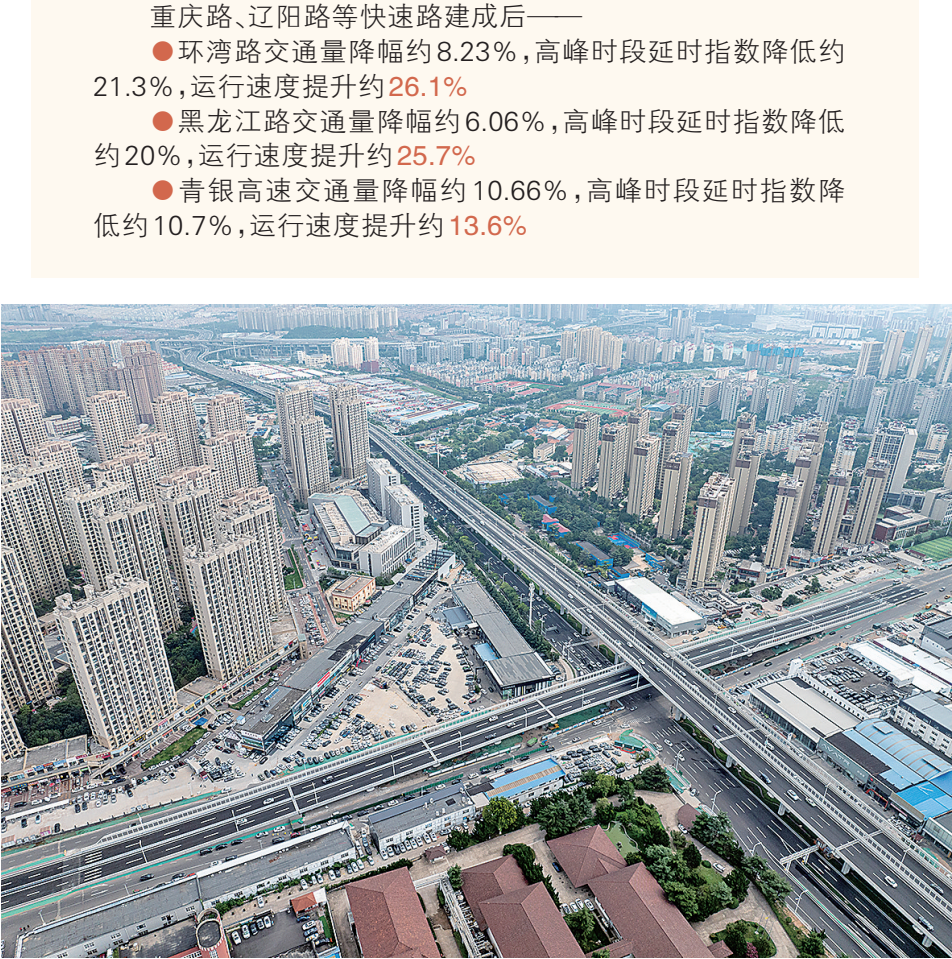 重庆路、辽阳路等快速路建成后——
●环湾路交通量降幅约8.23%,高峰时段延时指数降低约
21.3%,运行速度提升约26.1%
●黑龙江路交通量降幅约6.06%,高峰时段延时指数降低
约20%,运行速度提升约25.7%
●青银高速交通量降幅约10.66%,高峰时段延时指数降
低约10.7%,运行速度提升约13.6%